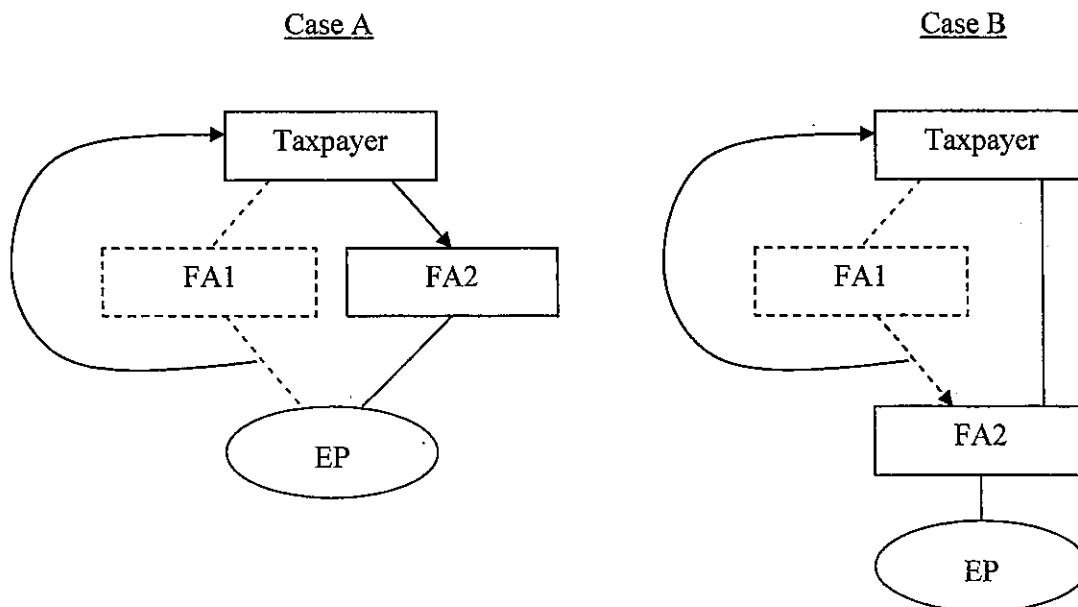 Case A
Taxpayer
FA1
FA2
EP
Case B
Taxpayer
FA1
FA2
EP